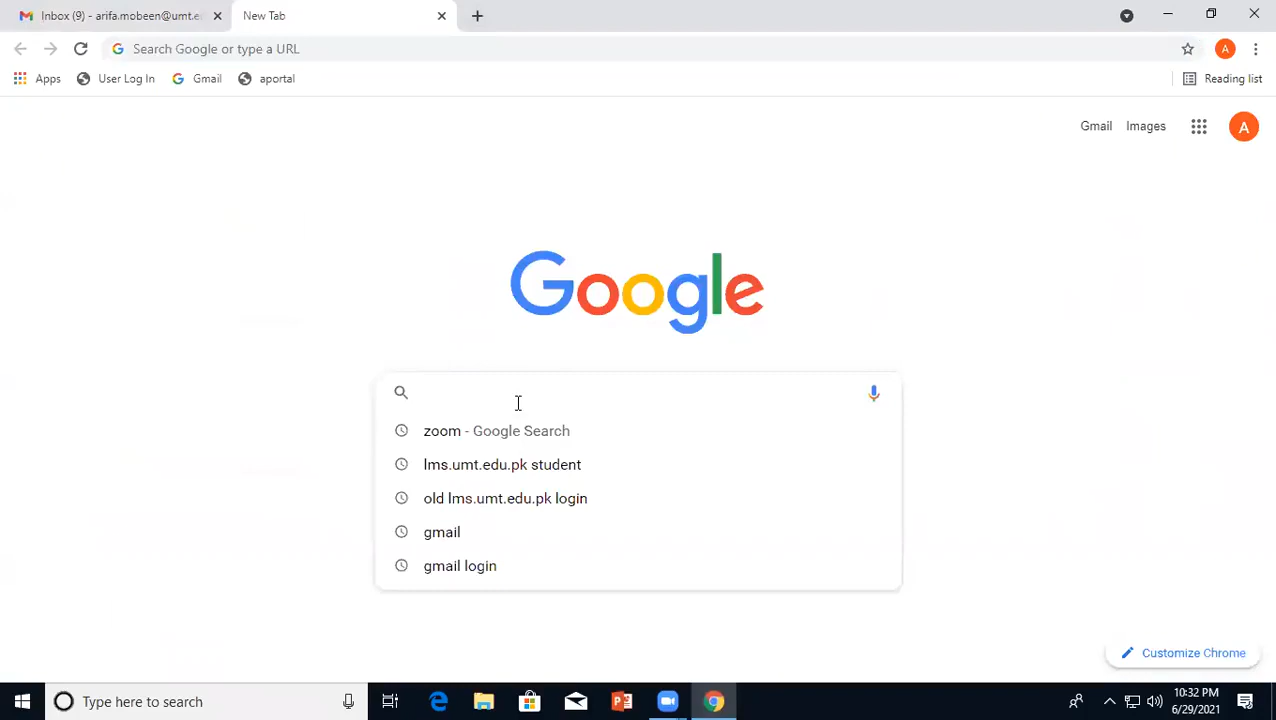 Inbox (9) - arifa.mobeen@umt.e
New Tab
Search Google or type a URL
Apps
User Log In
Gmail
aportal
Reading list
A
Gmail
Images
A
Google
zoom - Google Search
lms.umt.edu.pk student
old lms.umt.edu.pk login
gmail
gmail login
Customize Chrome
Type here to search
10:32 PM
6/29/2021